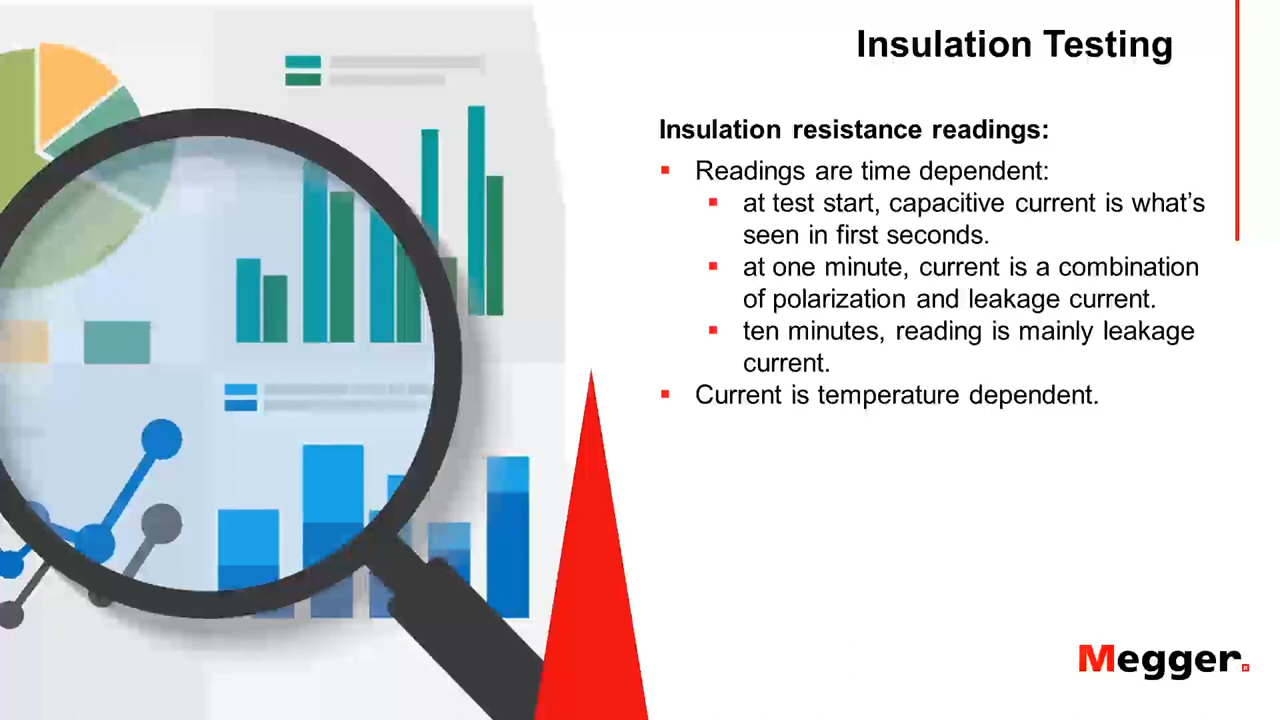 Insulation Testing
Insulation resistance readings:
▪ Readings are time dependent:
▪ at test start, capacitive current is what’s
seen in first seconds.
▪ at one minute, current is a combination
of polarization and leakage current.
▪ ten minutes, reading is mainly leakage
current.
▪ Current is temperature dependent.
Megger.